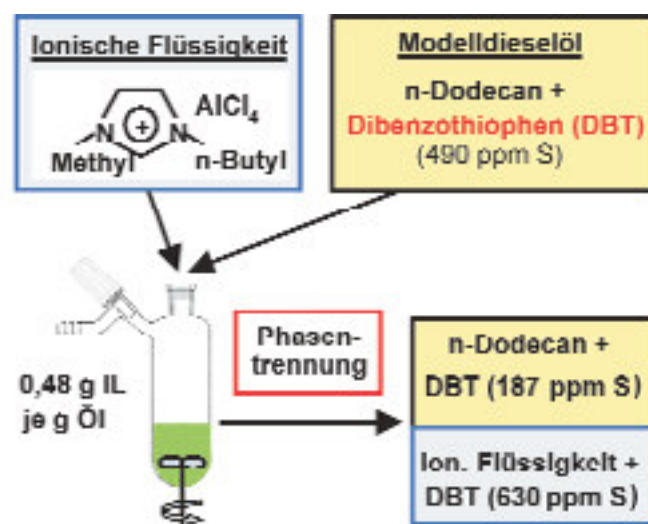 Ionische Flüssigkeit
N
+
N
AlCl4
Methyl
n-Butyl
Modelldieselöl
n-Dodecan +
Dibenzothiophen (DBT)
(490 ppm S)
0,48 g IL
je g Öl
Phasen-
trennung
n-Dodecan +
DBT (187 ppm S)
Ion. Flüssigkeit +
DBT (630 ppm S)